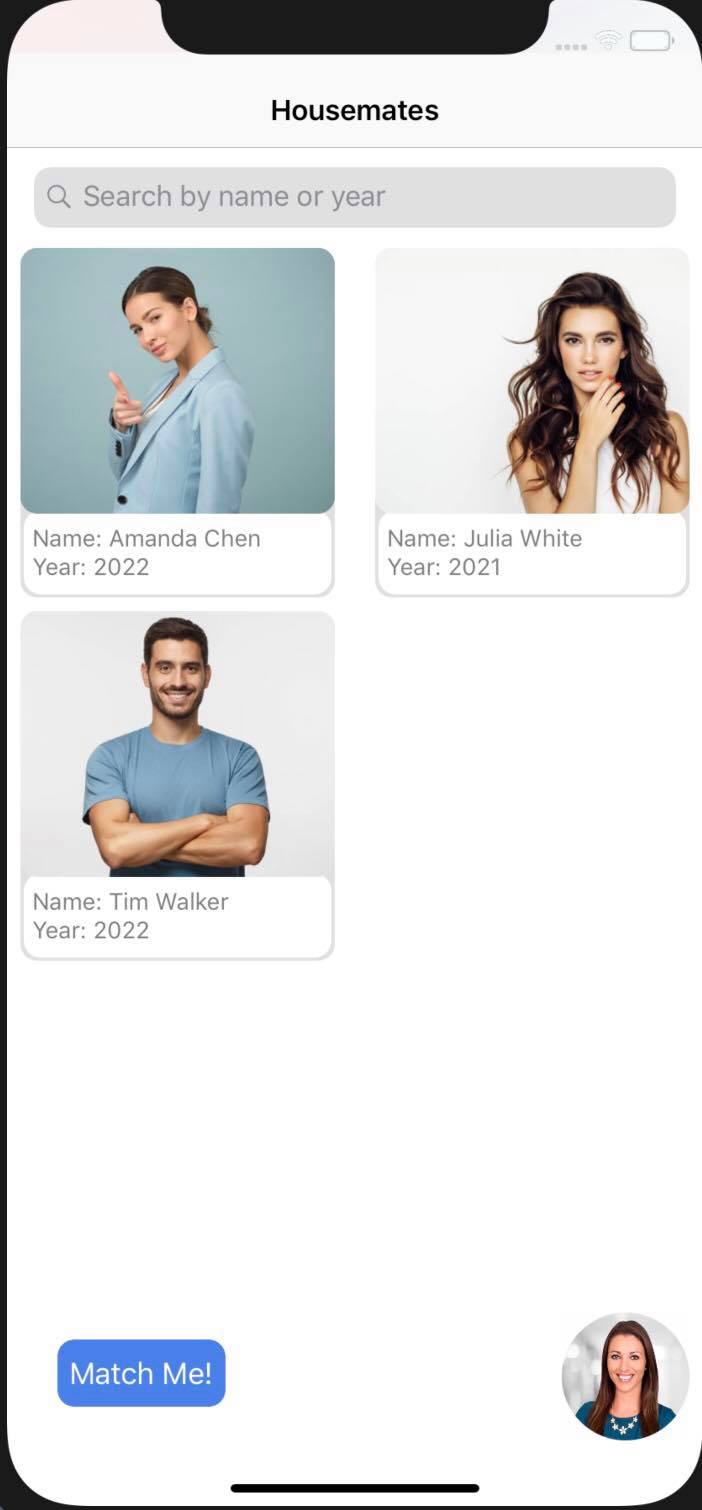 Housemates
Search by name or year
Name: Amanda Chen
Year: 2022
Name: Julia White
Year: 2021
Name: Tim Walker
Year: 2022
Match Me!